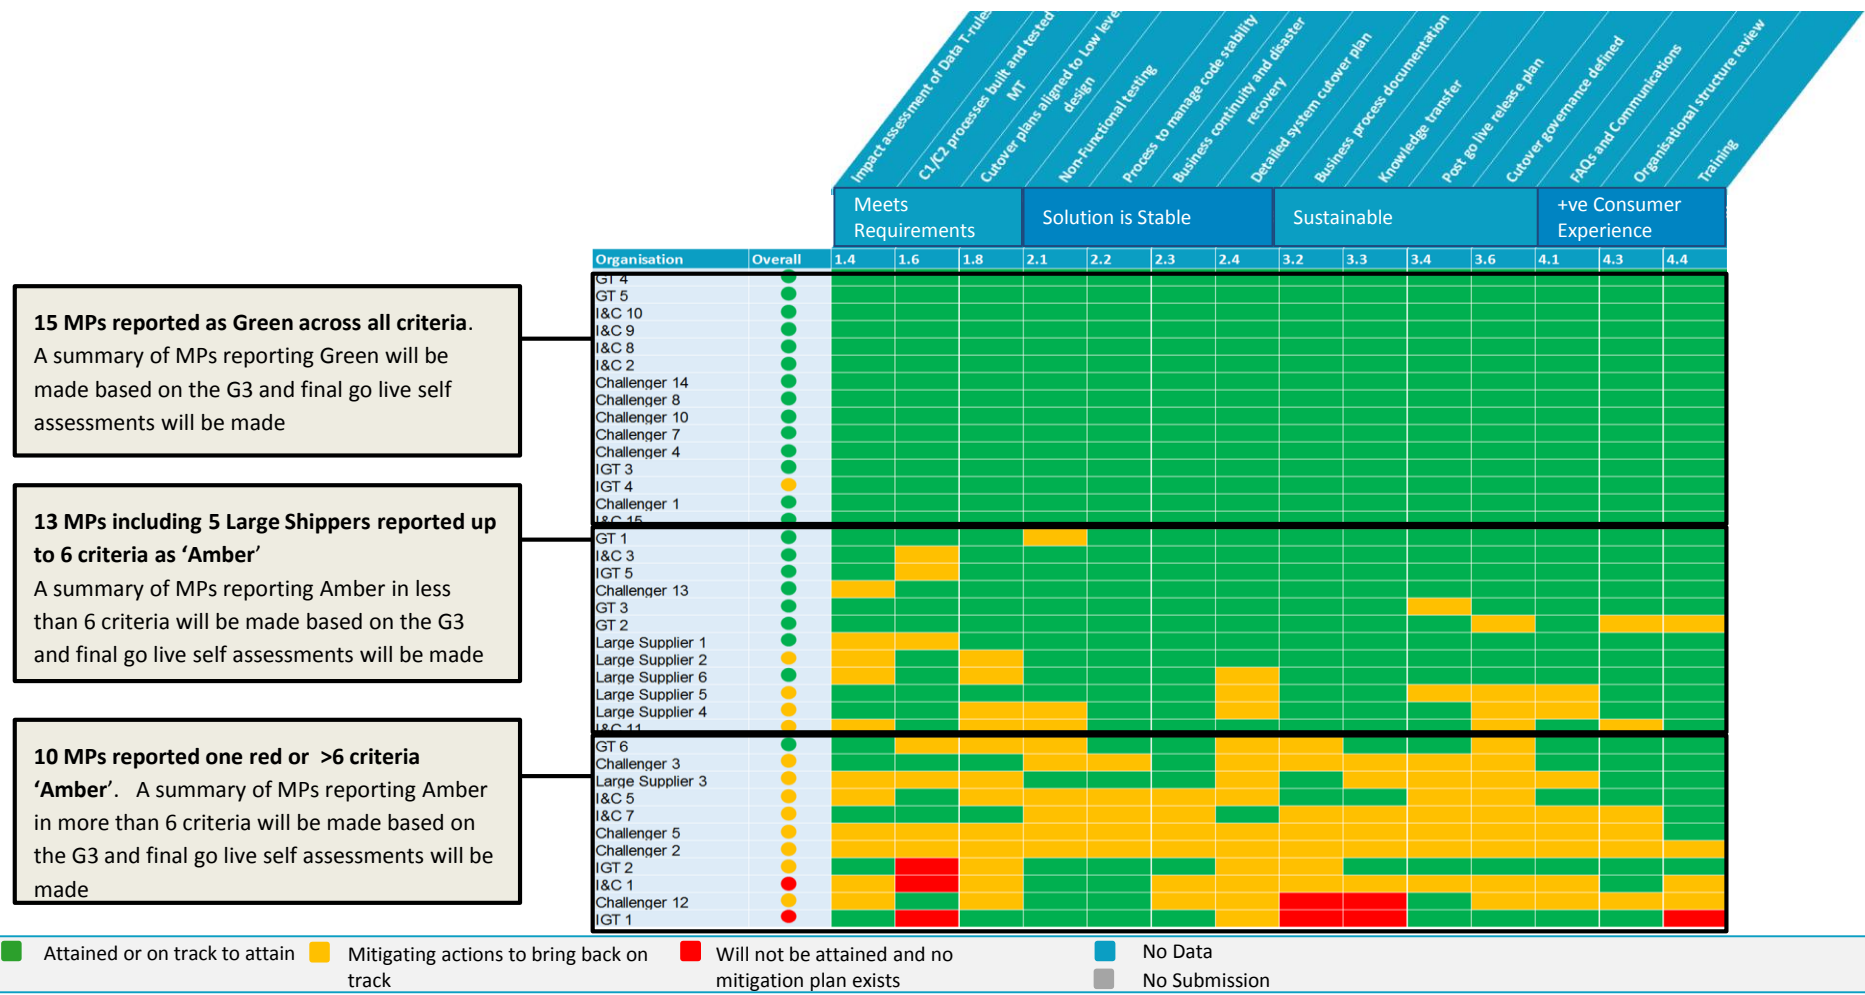 Impact assessment of Data T-rules
C1/C2 processes built and tested
MT
Cutover plans aligned to Low level
design
Non-Functional testing
Process to manage code stability
Business continuity and disaster
recovery
Detailed system cutover plan
Business process documentation
Knowledge transfer
Post go live release plan
Cutover governance defined
FAQs and Communications
Organisational structure review
Training
Meets
Requirements
Solution is Stable
Sustainable
+ve Consumer
Experience
Organisation Overall 1.4 1.6 1.8 2.1 2.2 2.3 2.4 3.2 3.3 3.4 3.6 4.1 4.3 4.4
GT 4
GT 5
I&C 10
I&C 9
I&C 8
I&C 2
Challenger 14
Challenger 8
Challenger 10
Challenger 7
Challenger 4
IGT 3
IGT 4
Challenger 1
I&C 15
GT 1
I&C 3
IGT 5
Challenger 13
GT 3
GT 2
Large Supplier 1
Large Supplier 2
Large Supplier 6
Large Supplier 5
Large Supplier 4
I&C 11
GT 6
Challenger 3
Large Supplier 3
I&C 5
I&C 7
Challenger 5
Challenger 2
IGT 2
I&C 1
Challenger 12
IGT 1
15 MPs reported as Green across all criteria.
A summary of MPs reporting Green will be
made based on the G3 and final go live self
assessments will be made
13 MPs including 5 Large Shippers reported up
to 6 criteria as ‘Amber’
A summary of MPs reporting Amber in less
than 6 criteria will be made based on the G3
and final go live self assessments will be made
10 MPs reported one red or >6 criteria
‘Amber’. A summary of MPs reporting Amber
in more than 6 criteria will be made based on
the G3 and final go live self assessments will be
made
Attained or on track to attain
Mitigating actions to bring back on
track
Will not be attained and no
mitigation plan exists
No Data
No Submission